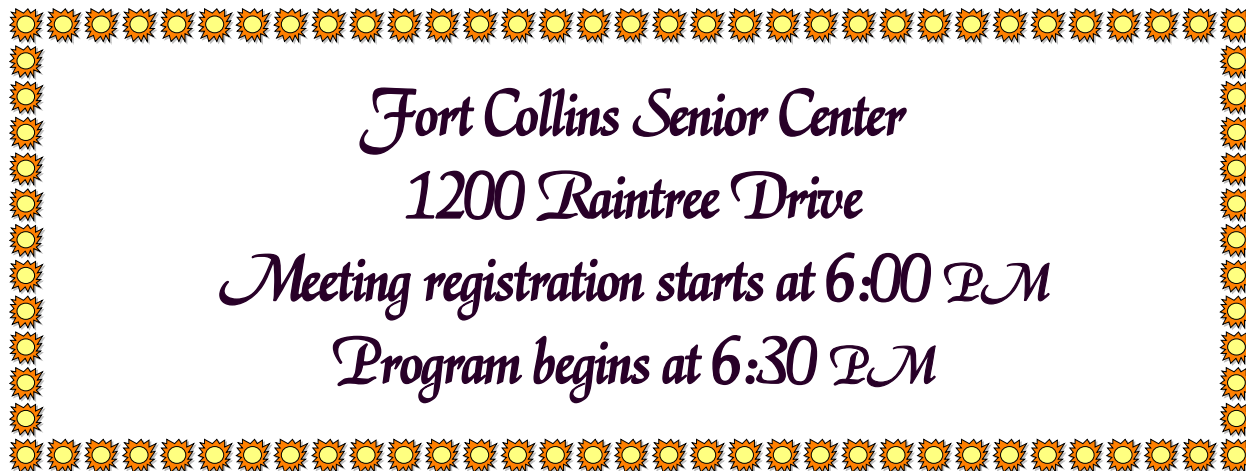 Fort Collins Senior Center
1200 Raintree Drive
Meeting registration starts at 6:00 PM
Program begins at 6:30 PM